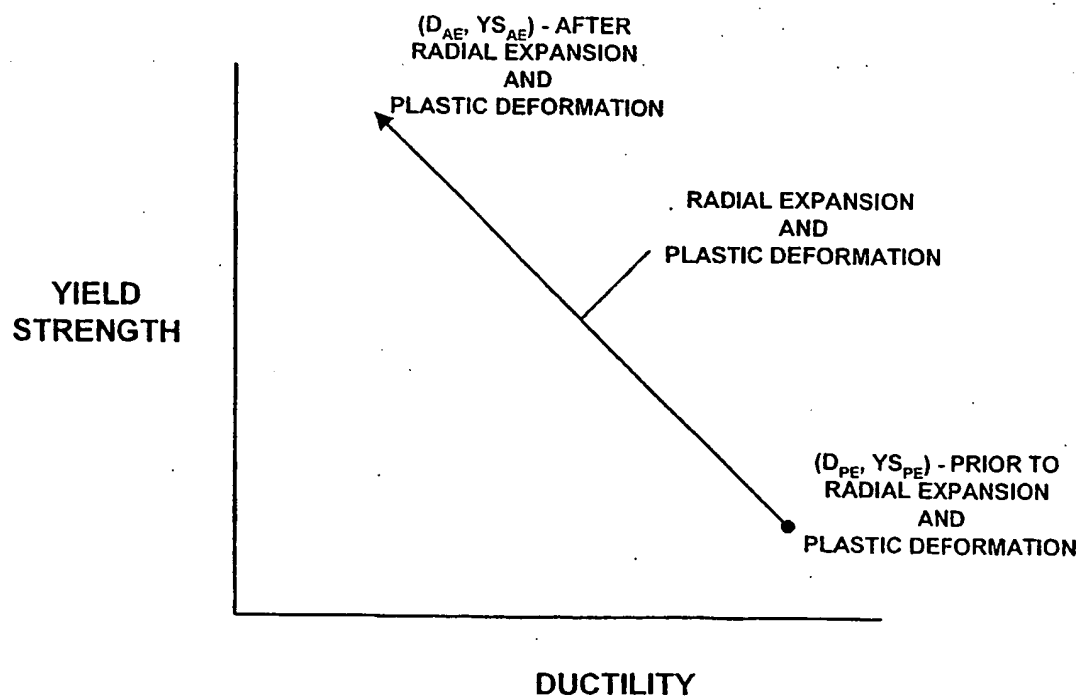 (D_AE, YS_AE) - AFTER
RADIAL EXPANSION
AND
PLASTIC DEFORMATION
RADIAL EXPANSION
AND
PLASTIC DEFORMATION
YIELD
STRENGTH
(D_PE, YS_PE) - PRIOR TO
RADIAL EXPANSION
AND
PLASTIC DEFORMATION
DUCTILITY